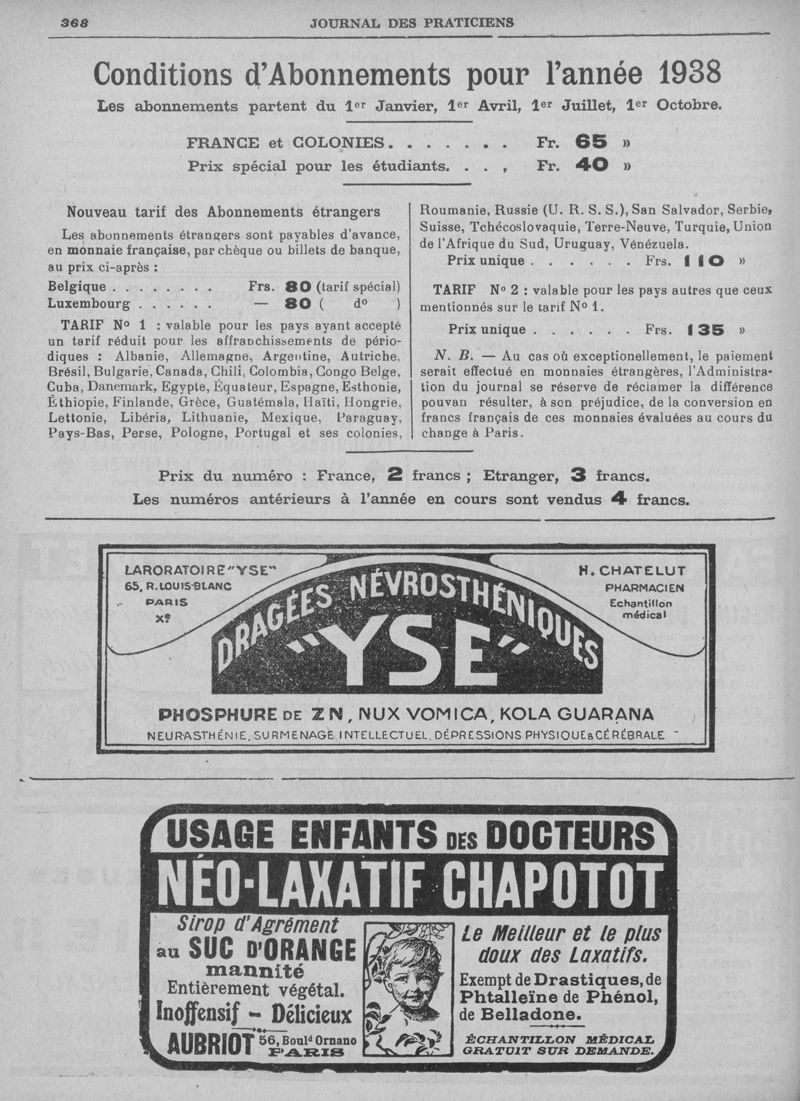 368
JOURNAL DES PRATICIENS
Conditions d'Abonnements pour l'année 1938
Les abonnements partent du 1er Janvier, 1er Avril, 1er Juillet, 1er Octobre.
FRANCE et COLONIES. . . . . . . Fr. 65 »
Prix spécial pour les étudiants. . . , Fr. 40 »
Nouveau tarif des Abonnements étrangers
Les abonnements étrangers sont payables d'avance,
en monnaie française, par chèque ou billets de banque,
au prix ci-après :
Belgique . . . . . . . . Frs. 80 (tarif spécial)
Luxembourg . . . . . . — 80 ( do )
TARIF No 1 : valable pour les pays ayant accepté
un tarif réduit pour les affranchissements de pério-
diques : Albanie, Allemagne, Argentine, Autriche,
Brésil, Bulgarie, Canada, Chili, Colombia, Congo Belge,
Cuba, Danemark, Egypte, Équateur, Espagne, Esthonie,
Éthiopie, Finlande, Grèce, Guatémala, Haïti, Hongrie,
Lettonie, Libéria, Lithuanie, Mexique, Paraguay,
Pays-Bas, Perse, Pologne, Portugal et ses colonies,
Roumanie, Russie (U. R. S. S.), San Salvador, Serbie,
Suisse, Tchécoslovaquie, Terre-Neuve, Turquie, Union
de l'Afrique du Sud, Uruguay, Vénézuela.
Prix unique . . . . . . Frs. 110 »
TARIF No 2 : valable pour les pays autres que ceux
mentionnés sur le tarif No 1.
Prix unique . . . . . . Frs. 135 »
N. B. — Au cas où exceptionellement, le paiement
serait effectué en monnaies étrangères, l'Administra-
tion du journal se réserve de réclamer la différence
pouvan résulter, à son préjudice, de la conversion en
francs français de ces monnaies évaluées au cours du
change à Paris.
Prix du numéro : France, 2 francs ; Etranger, 3 francs.
Les numéros antérieurs à l'année en cours sont vendus 4 francs.
LARORATOIRE "YSE"
65, R. LOUIS-BLANC
PARIS
Xe
H. CHATELUT
PHARMACIEN
Echantillon
médical
DRAGÉES NÉVROSTHÉNIQUES
"YSE"
PHOSPHURE DE ZN, NUX VOMICA, KOLA GUARANA
NEURASTHÉNIE, SURMENAGE INTELLECTUEL, DÉPRESSIONS PHYSIQUE & CÉRÉBRALE
USAGE ENFANTS DES DOCTEURS
NÉO-LAXATIF CHAPOTOT
Sirop d'Agrément
au SUC D'ORANGE
mannité
Entièrement végétal.
Inoffensif - Délicieux
AUBRIOT 56, Bould Ornano
PARIS
Le Meilleur et le plus
doux des Laxatifs.
Exempt de Drastiques, de
Phtalleïne de Phénol,
de Belladone.
ÉCHANTILLON MÉDICAL
GRATUIT SUR DEMANDE.